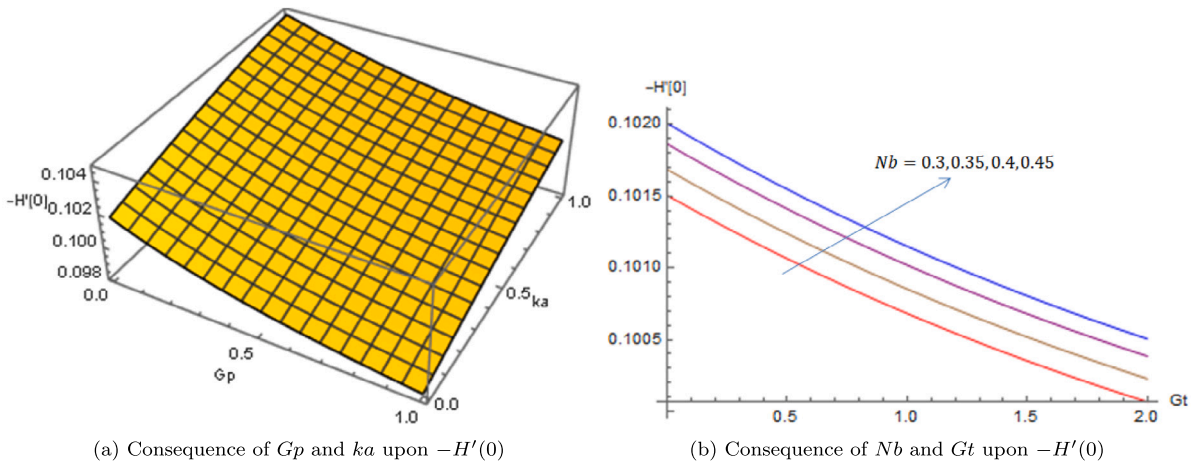 0.104
-H'[0]
0.102
0.100
0.098
0.0
0.5
Gp
1.0
0.0
0.5
ka
1.0
(a) Consequence of Gp and ka upon −H′(0)
−H'[0]
0.1020
0.1015
0.1010
0.1005
Nb = 0.3,0.35,0.4,0.45
0.5
1.0
1.5
2.0
Gt
(b) Consequence of Nb and Gt upon −H′(0)